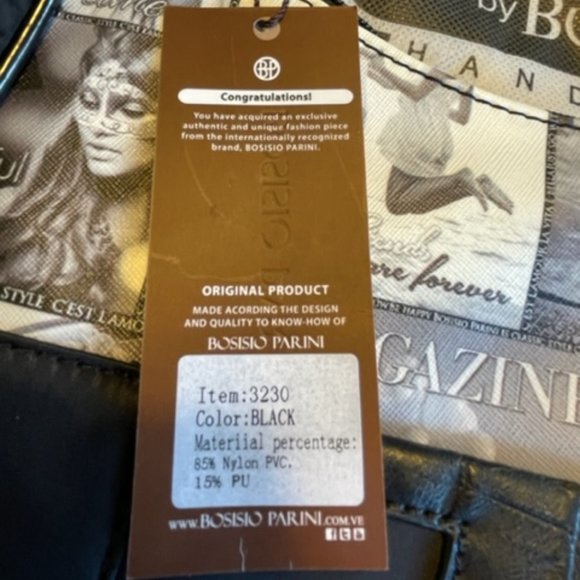 BP
Congratulations!
You have acquired an exclusive
authentic and unique fashion piece
from the internationally recognized
brand, BOSISIO PARINI.
ORIGINAL PRODUCT
MADE ACORDING THE DESIGN
AND QUALITY TO KNOW-HOW OF
BOSISIO PARINI
Item:3230
Color:BLACK
Materiial percentage:
85% Nylon PVC.
15% PU
www.BOSISIO PARINI.COM.VE
by BO
HAND
are forever
GAZINE
STYLE C'EST LAMO